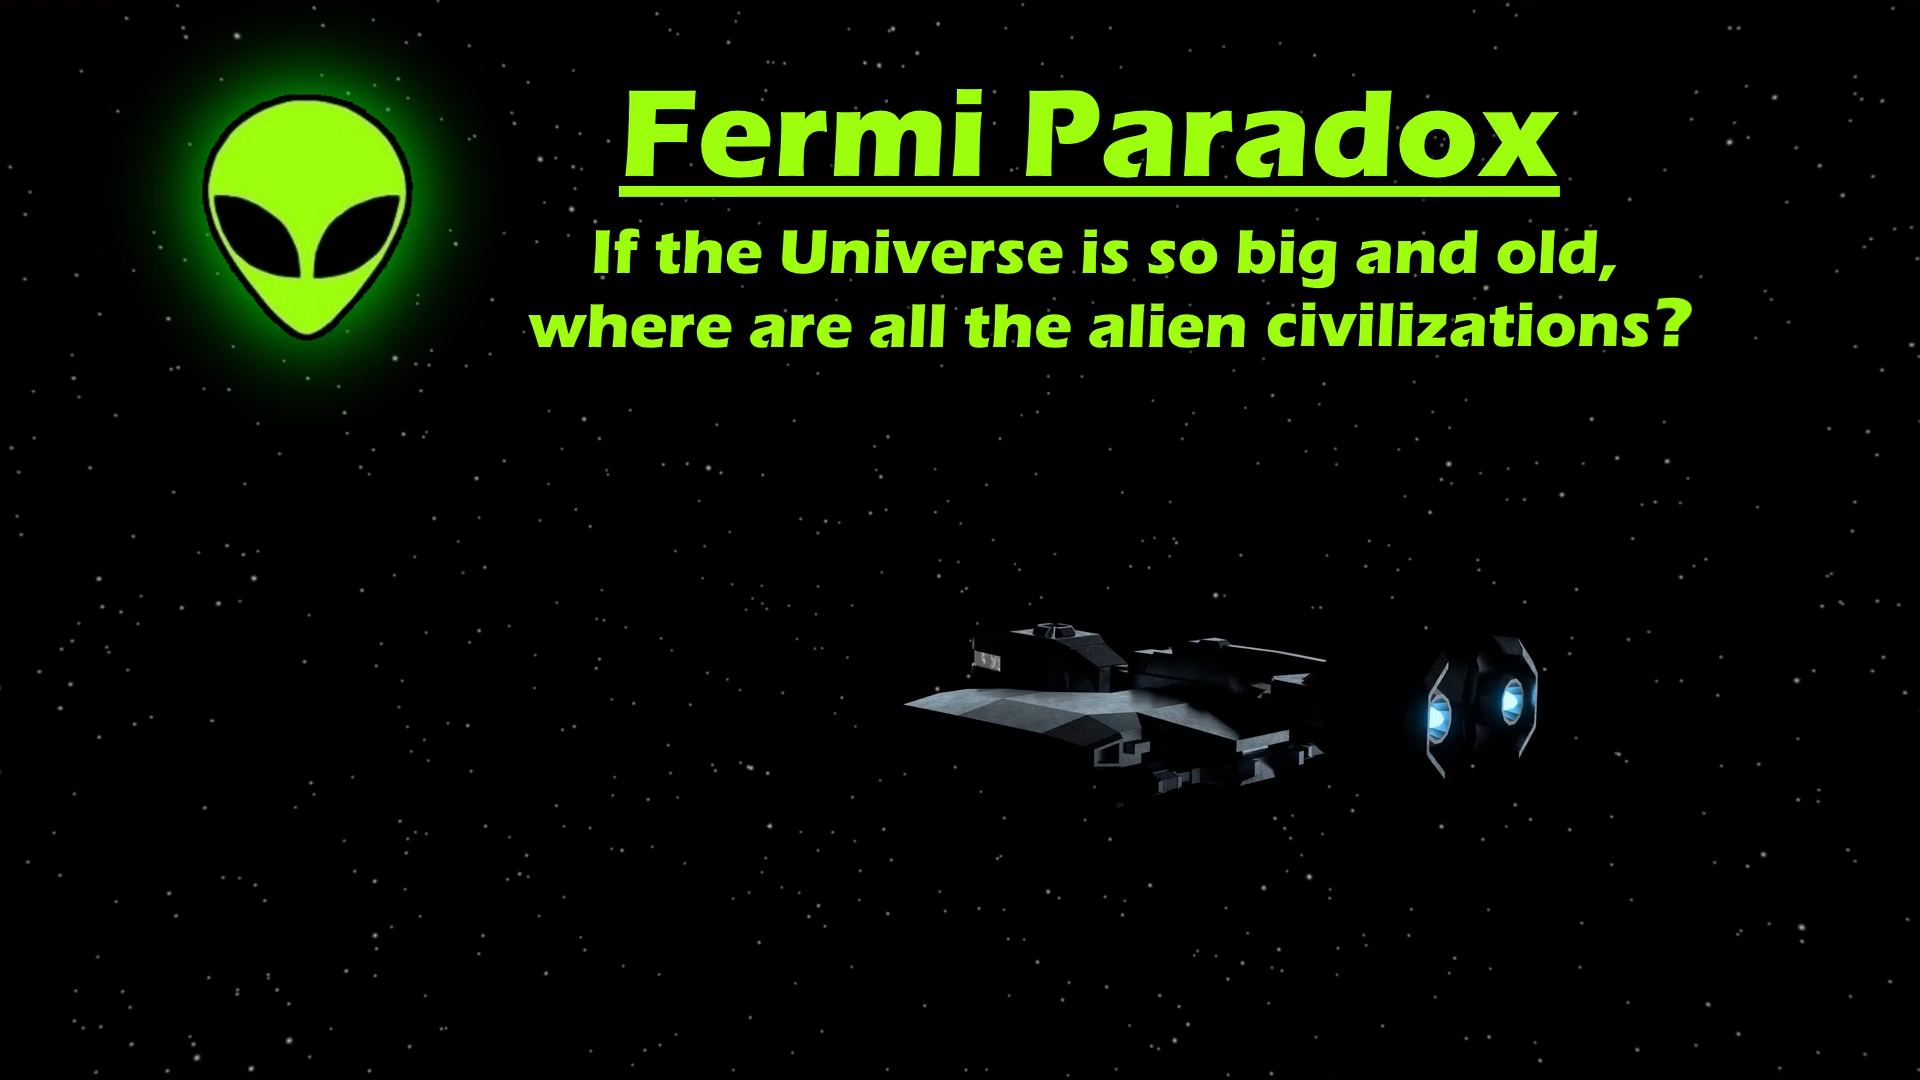 Fermi Paradox
If the Universe is so big and old,
where are all the alien civilizations?